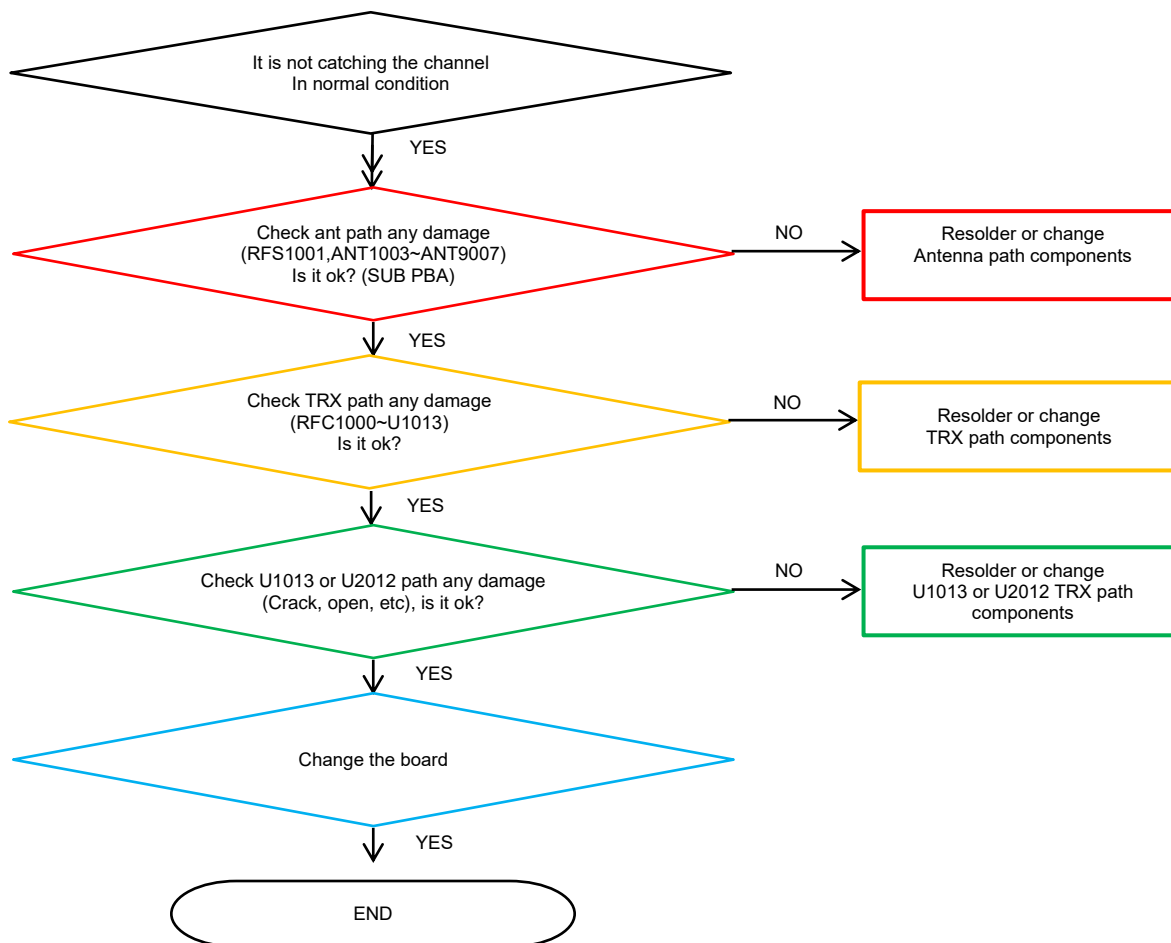 It is not catching the channel
In normal condition
YES
Check ant path any damage
(RFS1001,ANT1003~ANT9007)
Is it ok? (SUB PBA)
NO
Resolder or change
Antenna path components
YES
Check TRX path any damage
(RFC1000~U1013)
Is it ok?
NO
Resolder or change
TRX path components
YES
Check U1013 or U2012 path any damage
(Crack, open, etc), is it ok?
NO
Resolder or change
U1013 or U2012 TRX path
components
YES
Change the board
YES
END